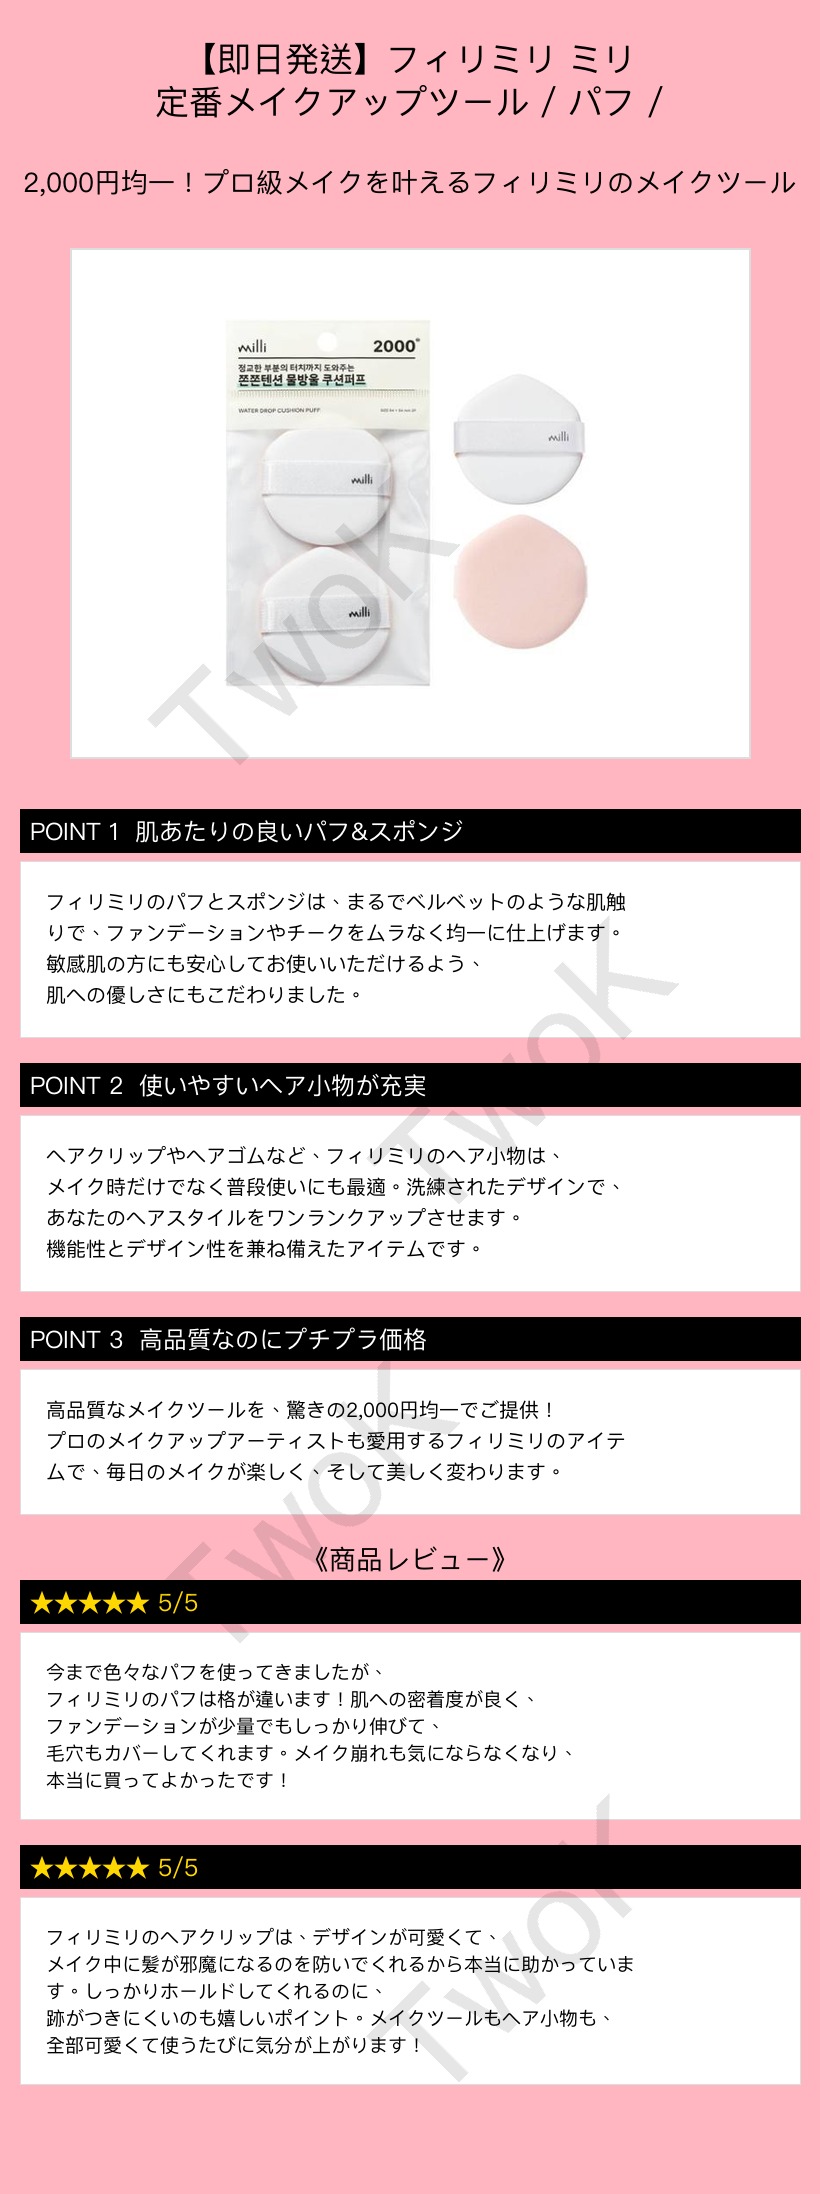 【即日発送】フィリミリ ミリ
定番メイクアップツール / パフ /
2,000円均一！プロ級メイクを叶えるフィリミリのメイクツール
milli
2000
정교한 부분의 터치까지 도와주는
쫀쫀텐션 물방울 쿠션퍼프
WATER DROP CUSHION PUFF
milli
milli
milli
TwoK
POINT 1 肌あたりの良いパフ&スポンジ
フィリミリのパフとスポンジは、まるでベルベットのような肌触
りで、ファンデーションやチークをムラなく均一に仕上げます。
敏感肌の方にも安心してお使いいただけるよう、
肌への優しさにもこだわりました。
TwoK
POINT 2 使いやすいヘア小物が充実
ヘアクリップやヘアゴムなど、フィリミリのヘア小物は、
メイク時だけでなく普段使いにも最適。洗練されたデザインで、
あなたのヘアスタイルをワンランクアップさせます。
機能性とデザイン性を兼ね備えたアイテムです。
POINT 3 高品質なのにプチプラ価格
高品質なメイクツールを、驚きの2,000円均一でご提供！
プロのメイクアップアーティストも愛用するフィリミリのアイテ
ムで、毎日のメイクが楽しく、そして美しく変わります。
TwoK
《商品レビュー》
★★★★★ 5/5
今まで色々なパフを使ってきましたが、
フィリミリのパフは格が違います！肌への密着度が良く、
ファンデーションが少量でもしっかり伸びて、
毛穴もカバーしてくれます。メイク崩れも気にならなくなり、
本当に買ってよかったです！
★★★★★ 5/5
フィリミリのヘアクリップは、デザインが可愛くて、
メイク中に髪が邪魔になるのを防いでくれるから本当に助かっていま
す。しっかりホールドしてくれるのに、
跡がつきにくいのも嬉しいポイント。メイクツールもヘア小物も、
全部可愛くて使うたびに気分が上がります！
TwoK